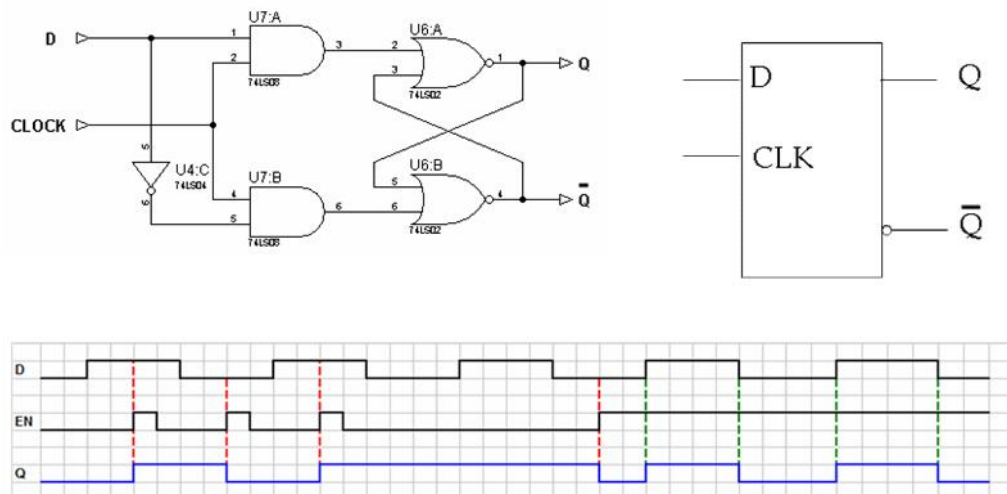 U7:A
U6:A
D
1
2
3
2
3
1
Q
74LS08
74LS02
CLOCK
5
U4:C
74LS04
6
U7:B
U6:B
4
5
6
5
6
4
Q̅
74LS08
74LS02
D
Q
CLK
Q̅
D
EN
Q